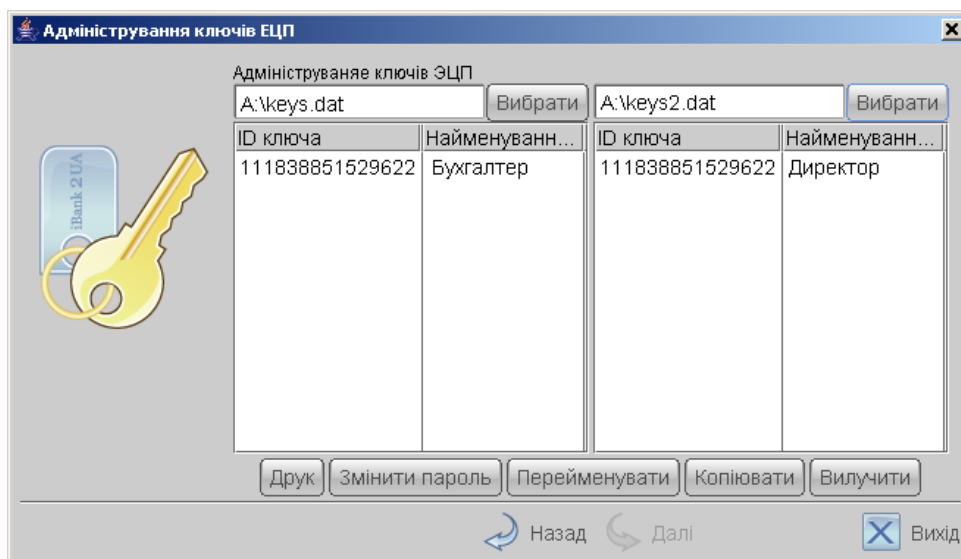 Адміністрування ключів ЕЦП
Адмініструваняе ключів ЭЦП
A:\keys.dat Вибрати A:\keys2.dat Вибрати
ID ключа Найменуванн... ID ключа Найменуванн...
111838851529622 Бухгалтер 111838851529622 Директор
iBank 2 UA
Друк Змінити пароль Перейменувати Копіювати Вилучити
Назад Далі Вихід